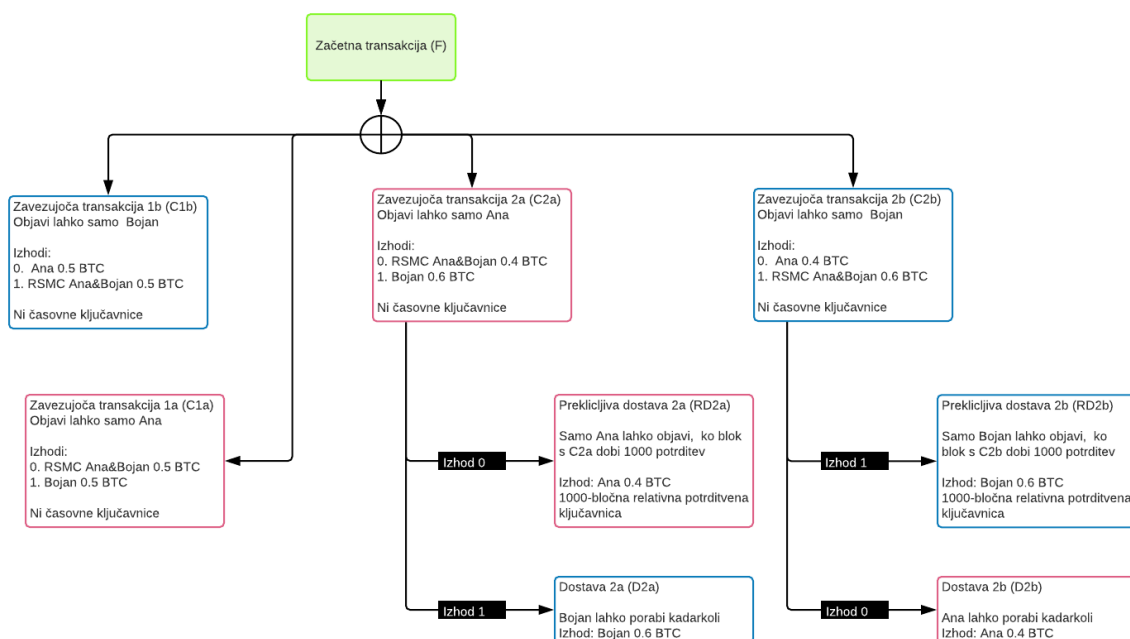 Začetna transakcija (F)
Zavezujoča transakcija 1b (C1b)
Objavi lahko samo Bojan
Izhodi:
0. Ana 0.5 BTC
1. RSMC Ana&Bojan 0.5 BTC
Ni časovne ključavnice
Zavezujoča transakcija 2a (C2a)
Objavi lahko samo Ana
Izhodi:
0. RSMC Ana&Bojan 0.4 BTC
1. Bojan 0.6 BTC
Ni časovne ključavnice
Zavezujoča transakcija 2b (C2b)
Objavi lahko samo Bojan
Izhodi:
0. Ana 0.4 BTC
1. RSMC Ana&Bojan 0.6 BTC
Ni časovne ključavnice
Zavezujoča transakcija 1a (C1a)
Objavi lahko samo Ana
Izhodi:
0. RSMC Ana&Bojan 0.5 BTC
1. Bojan 0.5 BTC
Ni časovne ključavnice
Izhod 0
Preklicljiva dostava 2a (RD2a)
Samo Ana lahko objavi, ko blok
s C2a dobi 1000 potrditev
Izhod: Ana 0.4 BTC
1000-bločna relativna potrditvena
ključavnica
Izhod 1
Preklicljiva dostava 2b (RD2b)
Samo Bojan lahko objavi, ko
blok s C2b dobi 1000 potrditev
Izhod: Bojan 0.6 BTC
1000-bločna relativna potrditvena
ključavnica
Izhod 1
Dostava 2a (D2a)
Bojan lahko porabi kadarkoli
Izhod: Bojan 0.6 BTC
Izhod 0
Dostava 2b (D2b)
Ana lahko porabi kadarkoli
Izhod: Ana 0.4 BTC